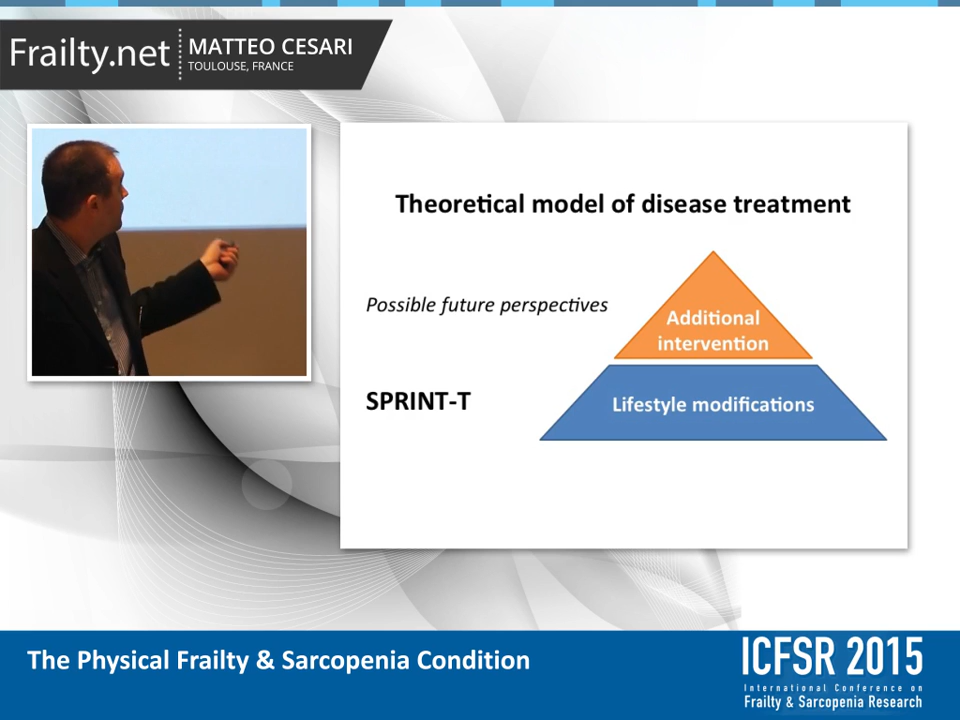 Frailty.net
MATTEO CESARI
TOULOUSE, FRANCE
Theoretical model of disease treatment
Possible future perspectives
Additional
intervention
SPRINT-T
Lifestyle modifications
The Physical Frailty & Sarcopenia Condition
ICFSR 2015
International Conference on
Frailty & Sarcopenia Research